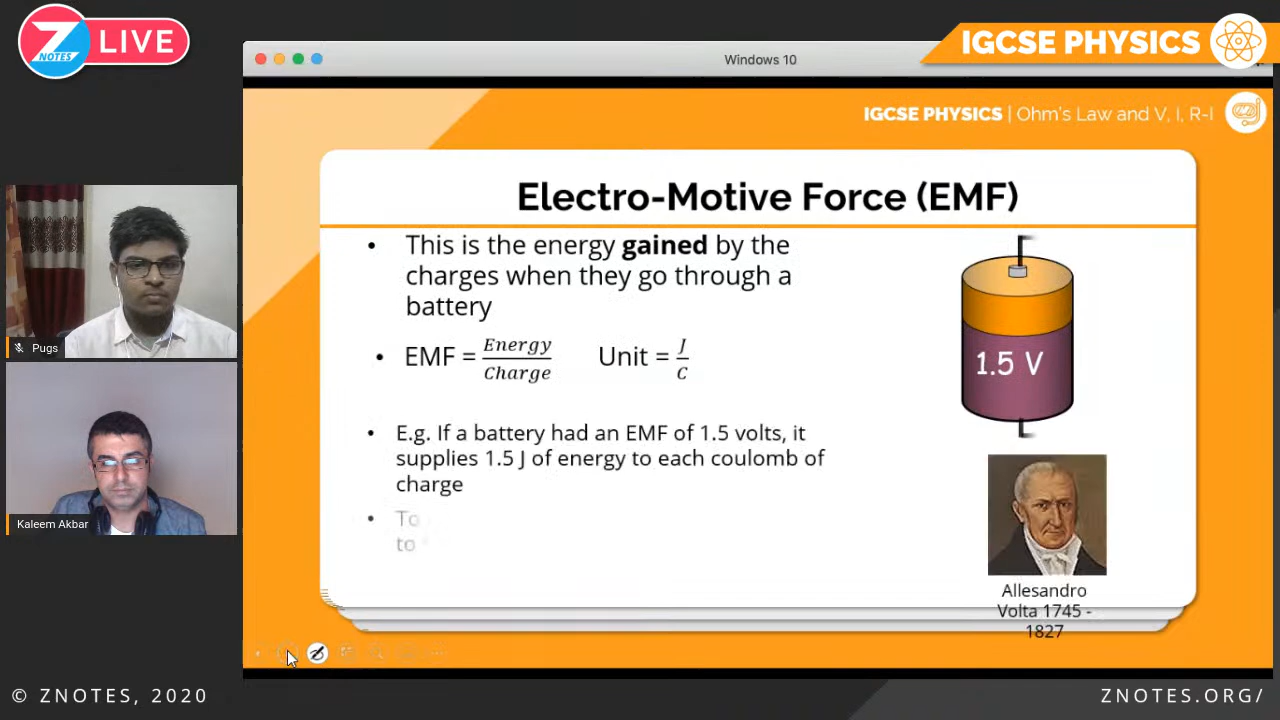 Z
NOTES
LIVE
Windows 10
IGCSE PHYSICS
IGCSE PHYSICS | Ohm's Law and V, I, R-I
Electro-Motive Force (EMF)
• This is the energy gained by the
charges when they go through a
battery
• EMF = Energy/Charge Unit = J/C
• E.g. If a battery had an EMF of 1.5 volts, it
supplies 1.5 J of energy to each coulomb of
charge
• To
to
1.5 V
Allesandro
Volta 1745 -
1827
Pugs
Kaleem Akbar
© ZNOTES, 2020
ZNOTES.ORG/